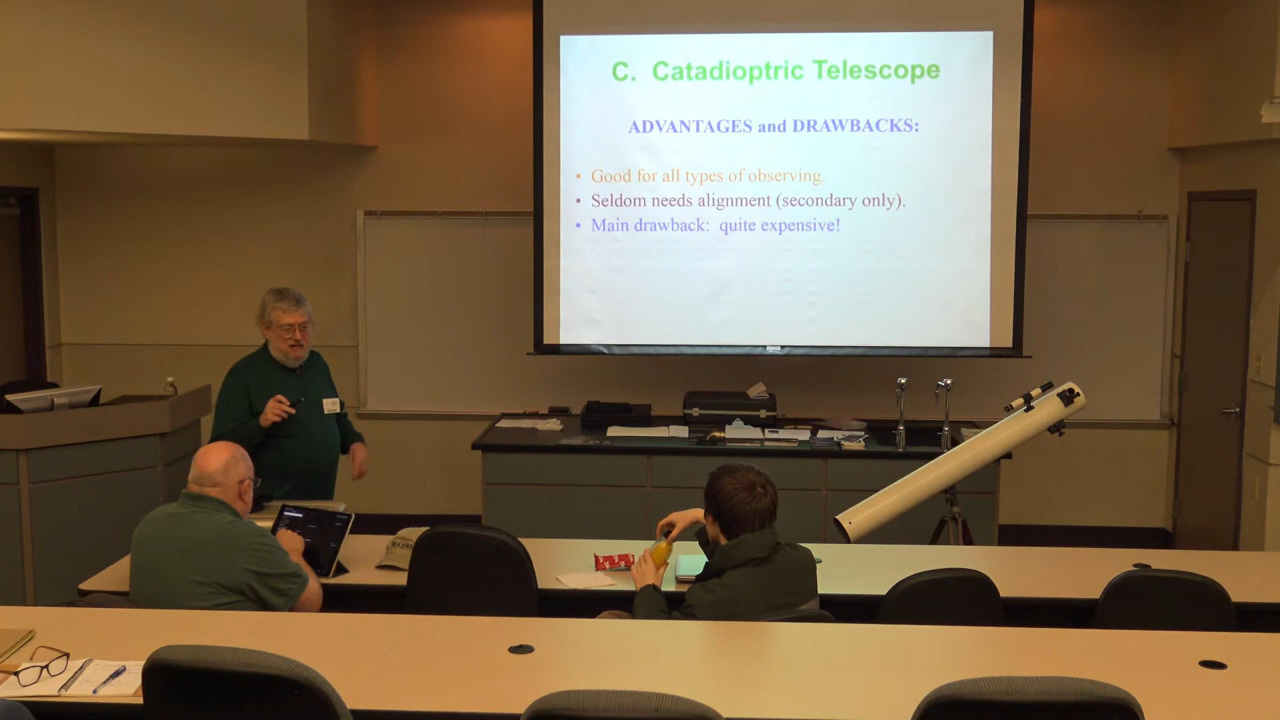 C. Catadioptric Telescope
ADVANTAGES and DRAWBACKS:
• Good for all types of observing.
• Seldom needs alignment (secondary only).
• Main drawback: quite expensive!